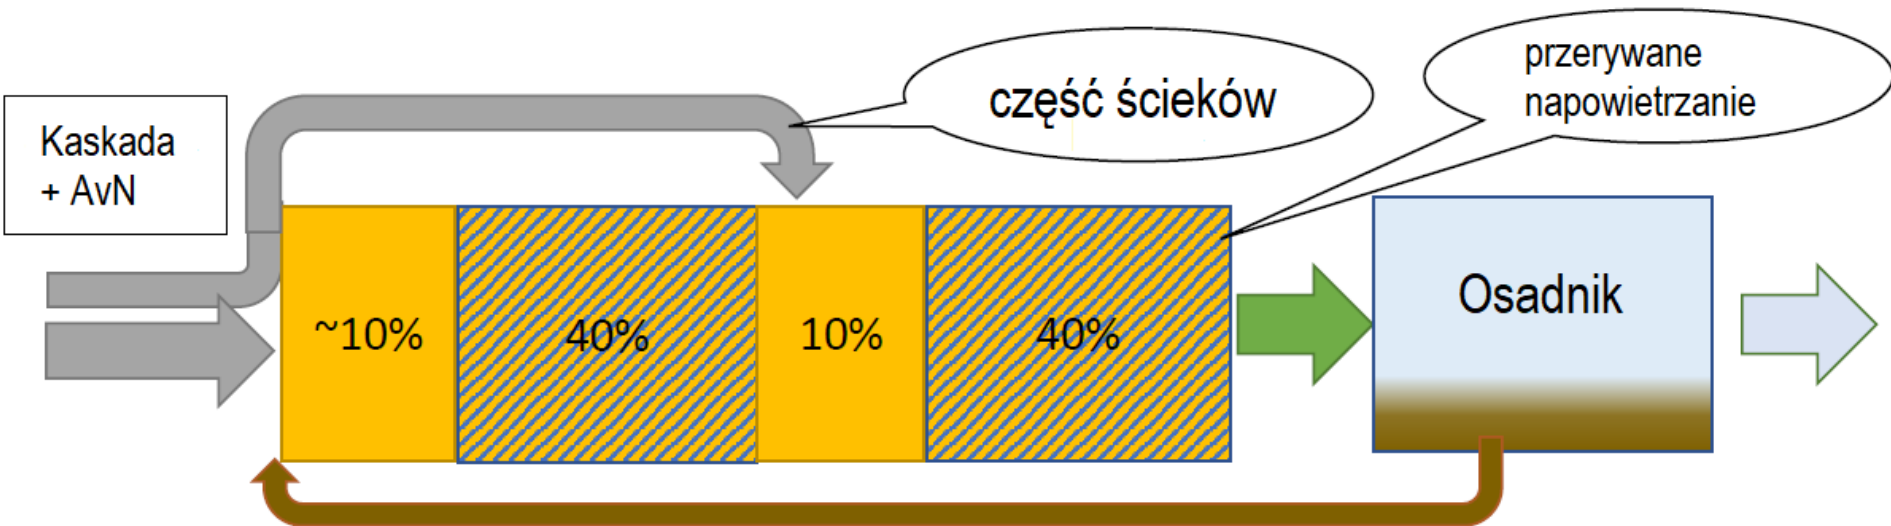 Kaskada
+ AvN
część ścieków
przerywane
napowietrzanie
~10%
40%
10%
40%
Osadnik